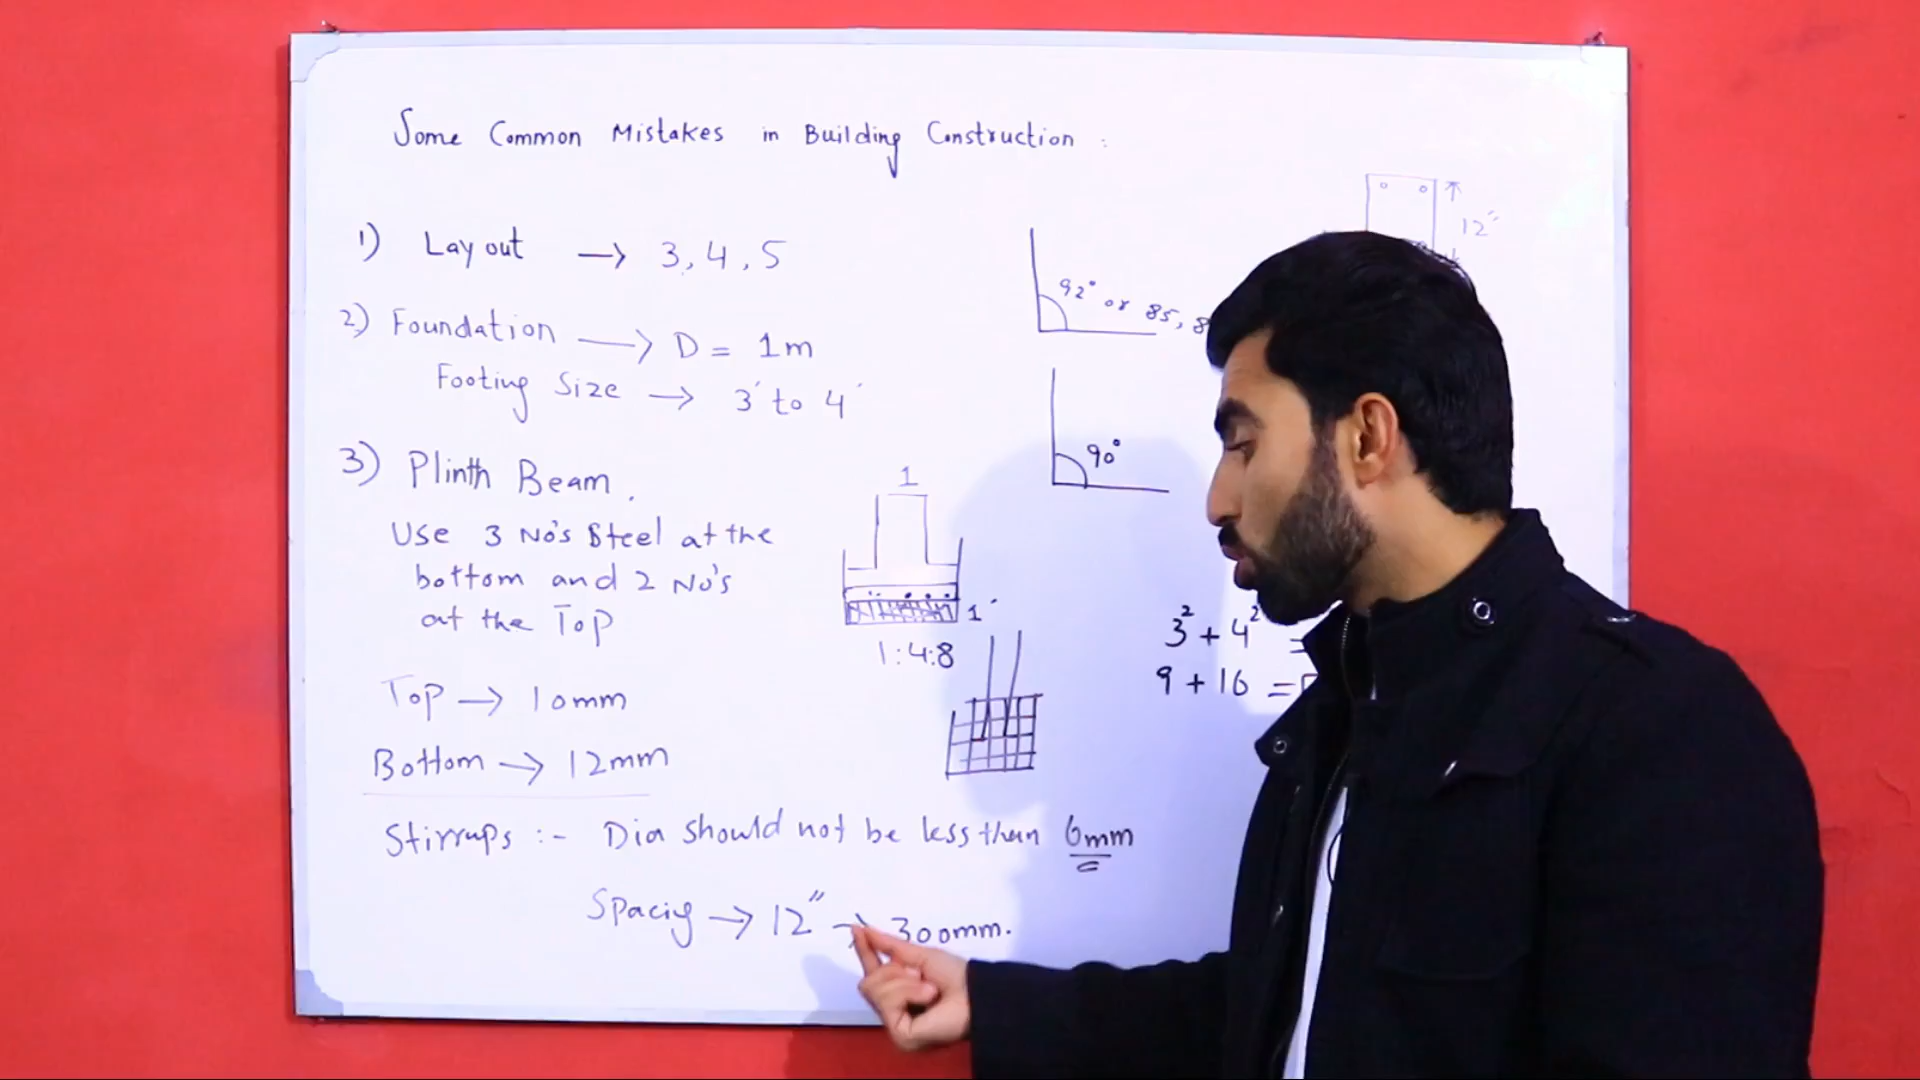 Some Common Mistakes in Building Construction :
1) Lay out → 3, 4, 5
2) Foundation → D = 1m
Footing Size → 3' to 4'
3) Plinth Beam.
Use 3 No's Steel at the
bottom and 2 No's
at the Top
Top → 10mm
Bottom → 12mm
Stirrups :- Dia should not be less than 6mm
Spacig → 12" → 300mm.
12"
92° or 85, 8
90°
1
1'
1:4:8
3² + 4² =
9 + 16 =